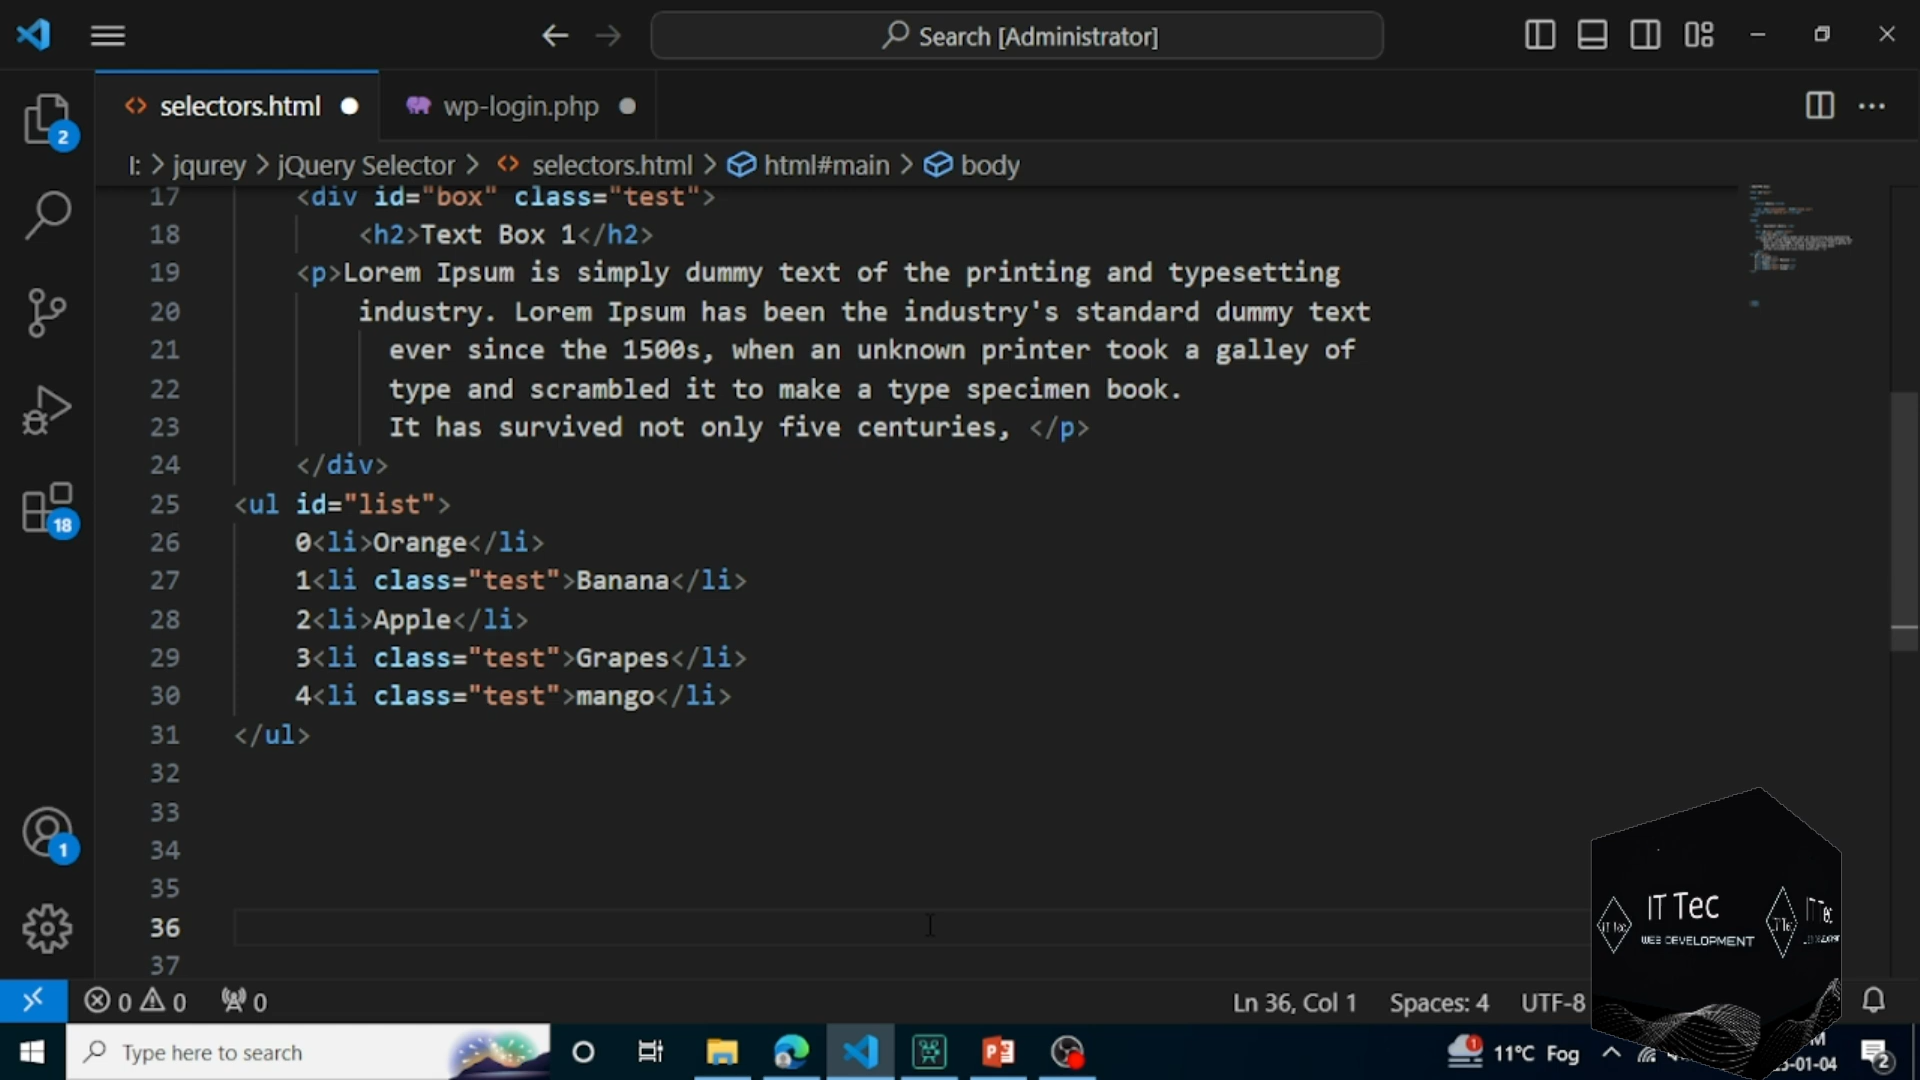 Search [Administrator]
selectors.html
wp-login.php
2
I: > jqurey > jQuery Selector > selectors.html > html#main > body
17 <div id="box" class="test">
18 <h2>Text Box 1</h2>
19 <p>Lorem Ipsum is simply dummy text of the printing and typesetting
20 industry. Lorem Ipsum has been the industry's standard dummy text
21 ever since the 1500s, when an unknown printer took a galley of
22 type and scrambled it to make a type specimen book.
23 It has survived not only five centuries, </p>
24 </div>
25 <ul id="list">
18
26 0<li>Orange</li>
27 1<li class="test">Banana</li>
28 2<li>Apple</li>
29 3<li class="test">Grapes</li>
30 4<li class="test">mango</li>
31 </ul>
32
33
34
1
35
36
37
IT Tec
WEB DEVELOPMENT
0 0 0
Ln 36, Col 1 Spaces: 4 UTF-8
Type here to search
1
11°C Fog
-01-04
2